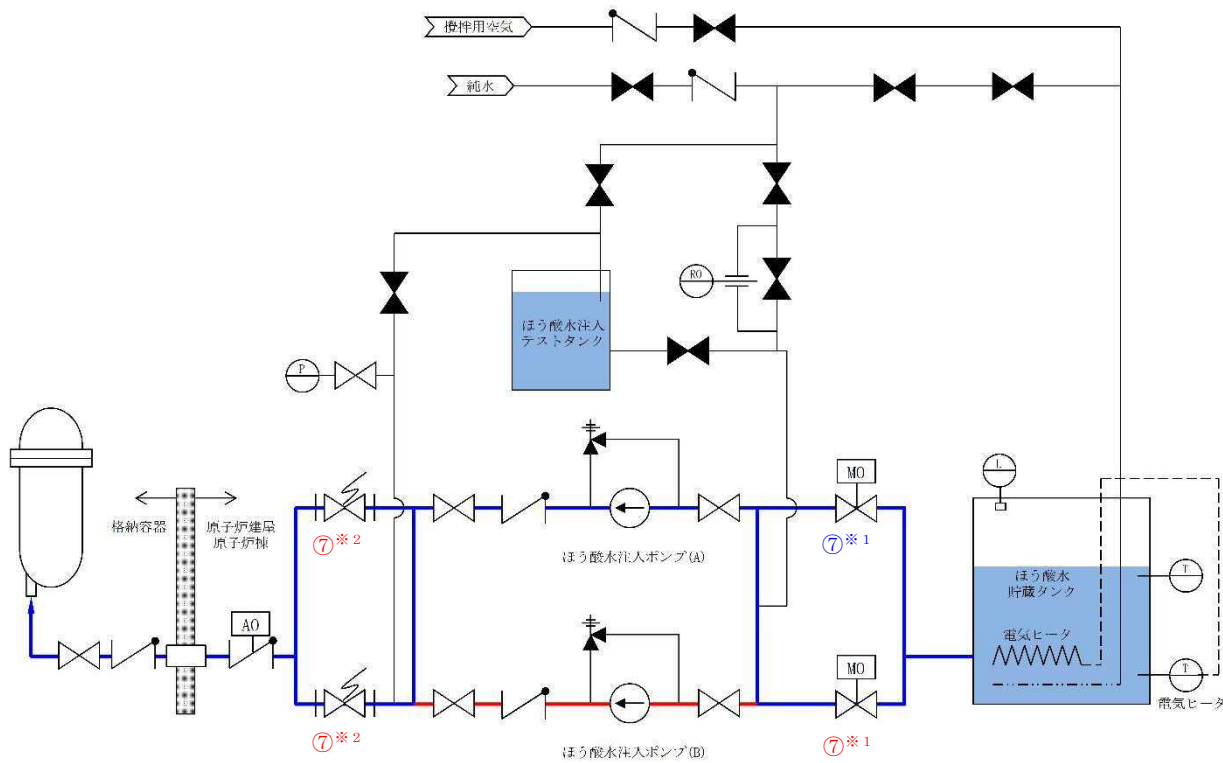 攪拌用空気
純水
RO
ほう酸水注入
テストタンク
P
MO
L
⑦※2
ほう酸水注入ポンプ(A)
⑦※1
格納容器
原子炉建屋
原子炉棟
AO
ほう酸水
貯蔵タンク
T
電気ヒータ
MO
T
電気ヒータ
⑦※2
ほう酸水注入ポンプ(B)
⑦※1